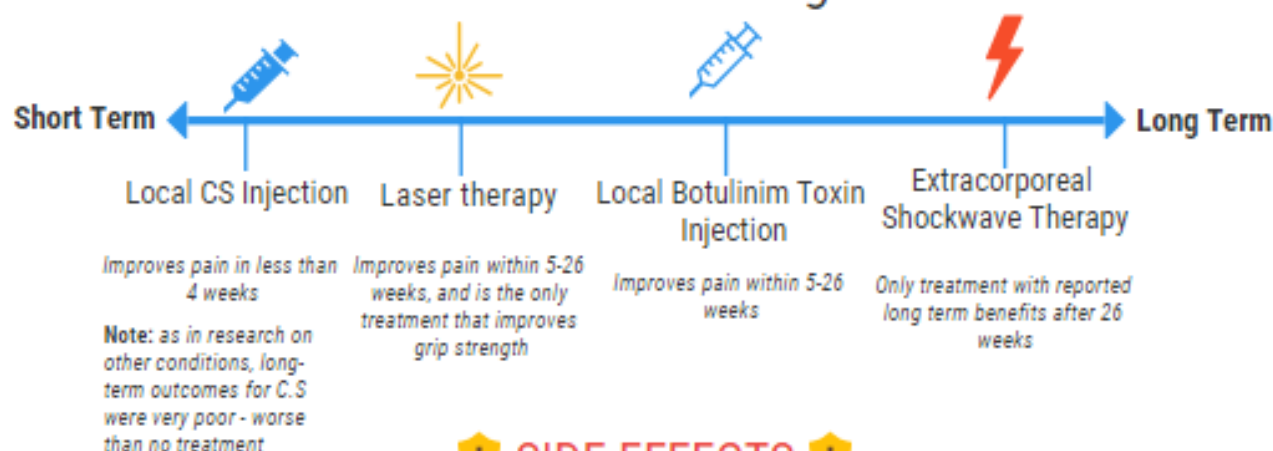 Short Term
Long Term
Local CS Injection
Improves pain in less than
4 weeks
Note: as in research on
other conditions, long-
term outcomes for C.S
were very poor - worse
than no treatment
Laser therapy
Improves pain within 5-26
weeks, and is the only
treatment that improves
grip strength
Local Botulinim Toxin
Injection
Improves pain within 5-26
weeks
Extracorporeal
Shockwave Therapy
Only treatment with reported
long term benefits after 26
weeks
SIDE EFFECTS